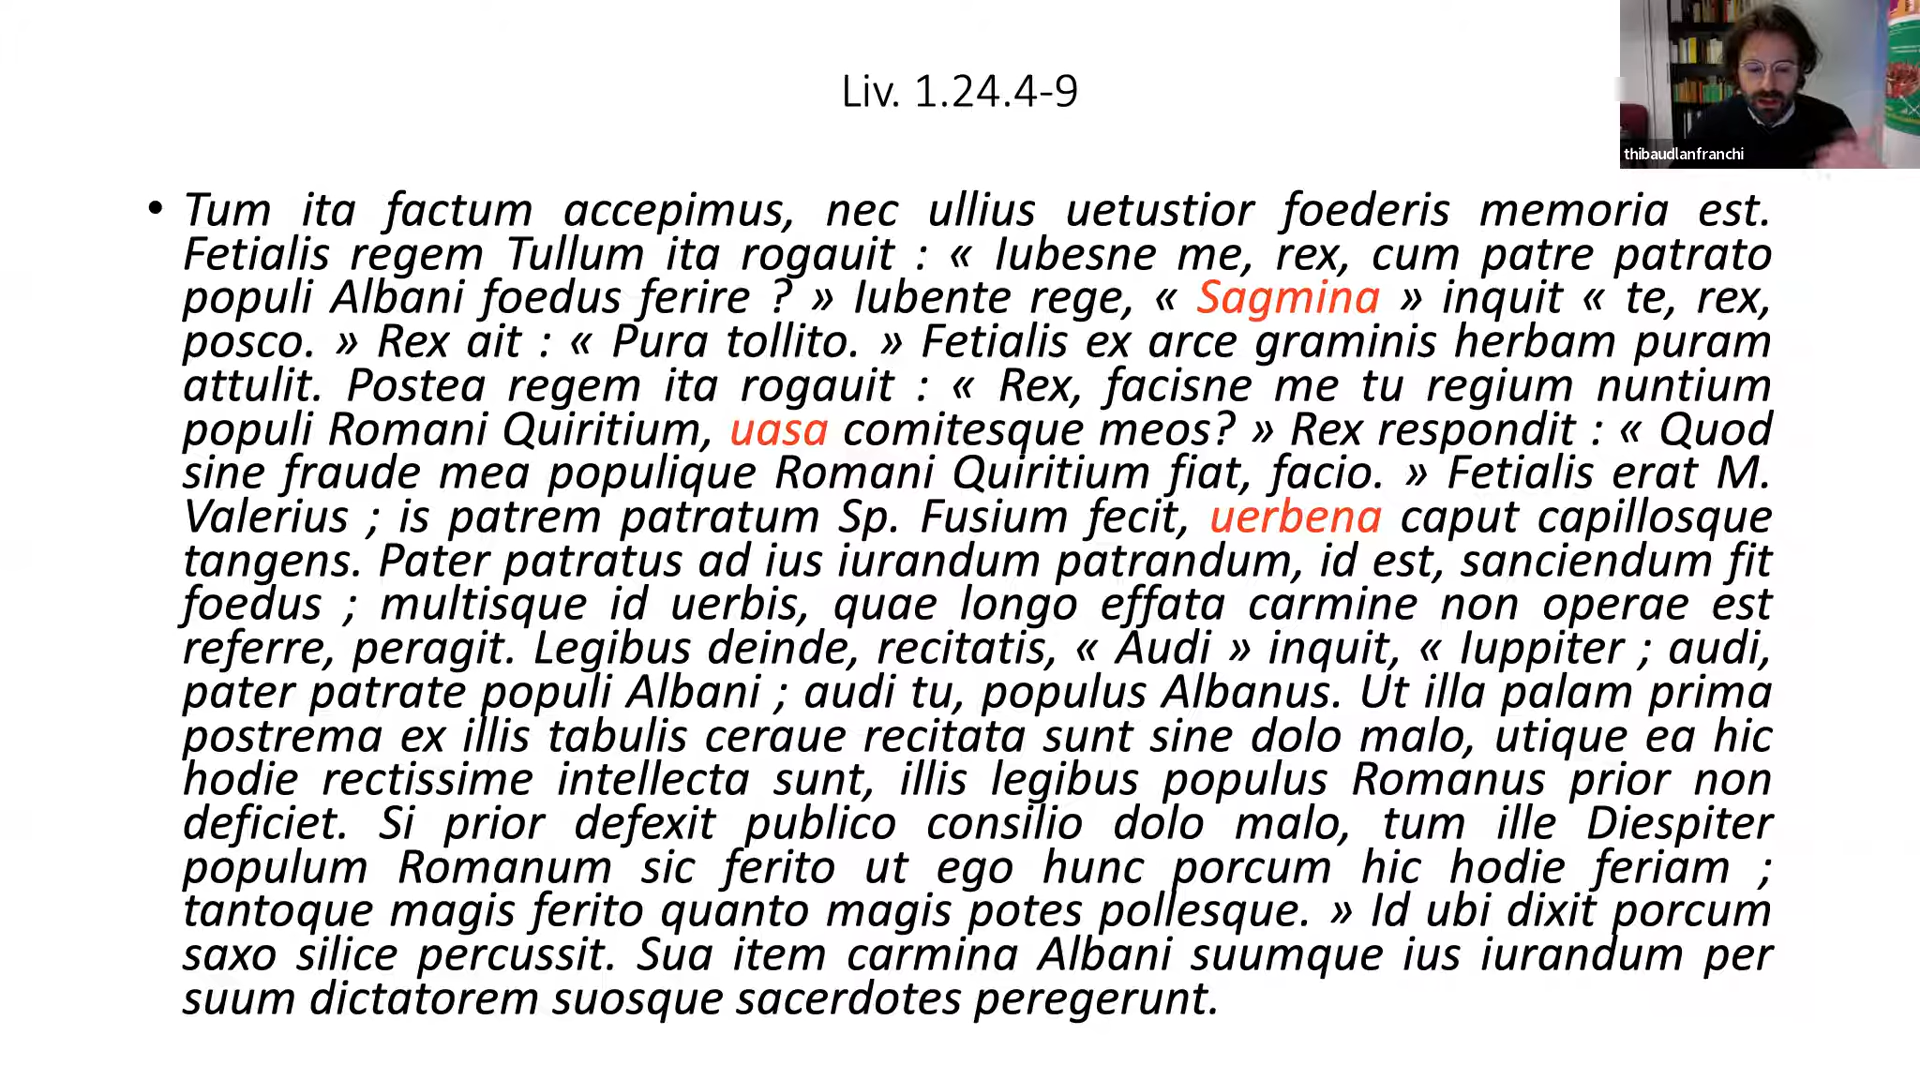 Liv. 1.24.4-9
thibaudlanfranchi
• Tum ita factum accepimus, nec ullius uetustior foederis memoria est.
Fetialis regem Tullum ita rogauit : « Iubesne me, rex, cum patre patrato
populi Albani foedus ferire ? » Iubente rege, « Sagmina » inquit « te, rex,
posco. » Rex ait : « Pura tollito. » Fetialis ex arce graminis herbam puram
attulit. Postea regem ita rogauit : « Rex, facisne me tu regium nuntium
populi Romani Quiritium, uasa comitesque meos? » Rex respondit : « Quod
sine fraude mea populique Romani Quiritium fiat, facio. » Fetialis erat M.
Valerius ; is patrem patratum Sp. Fusium fecit, uerbena caput capillosque
tangens. Pater patratus ad ius iurandum patrandum, id est, sanciendum fit
foedus ; multisque id uerbis, quae longo effata carmine non operae est
referre, peragit. Legibus deinde, recitatis, « Audi » inquit, « Iuppiter ; audi,
pater patrate populi Albani ; audi tu, populus Albanus. Ut illa palam prima
postrema ex illis tabulis ceraue recitata sunt sine dolo malo, utique ea hic
hodie rectissime intellecta sunt, illis legibus populus Romanus prior non
deficiet. Si prior defexit publico consilio dolo malo, tum ille Diespiter
populum Romanum sic ferito ut ego hunc porcum hic hodie feriam ;
tantoque magis ferito quanto magis potes pollesque. » Id ubi dixit porcum
saxo silice percussit. Sua item carmina Albani suumque ius iurandum per
suum dictatorem suosque sacerdotes peregerunt.